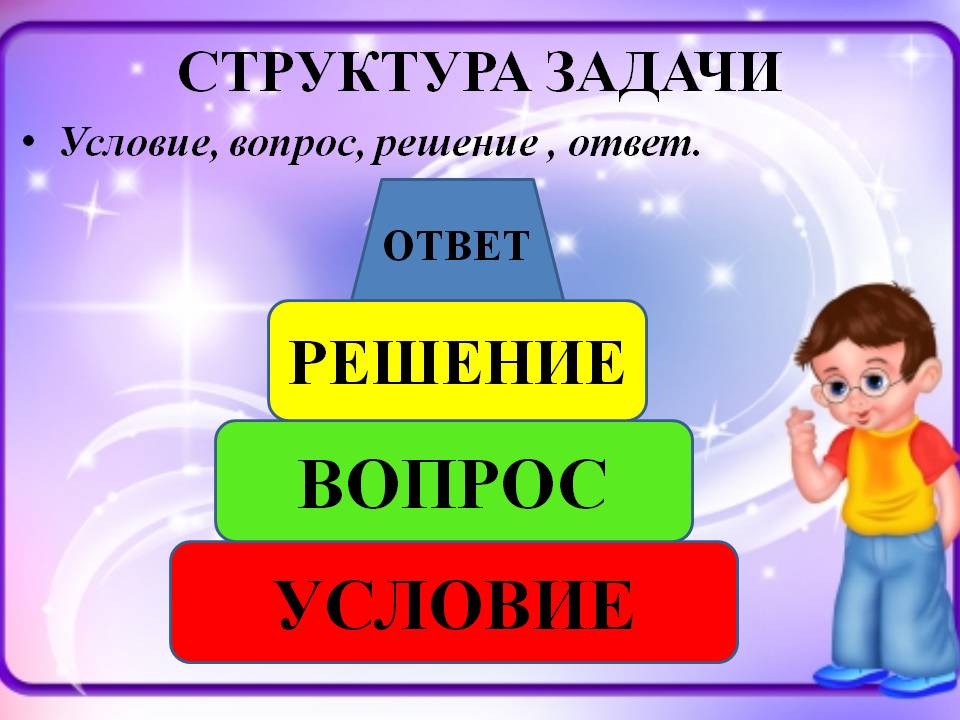 СТРУКТУРА ЗАДАЧИ
• Условие, вопрос, решение , ответ.
ОТВЕТ
РЕШЕНИЕ
ВОПРОС
УСЛОВИЕ